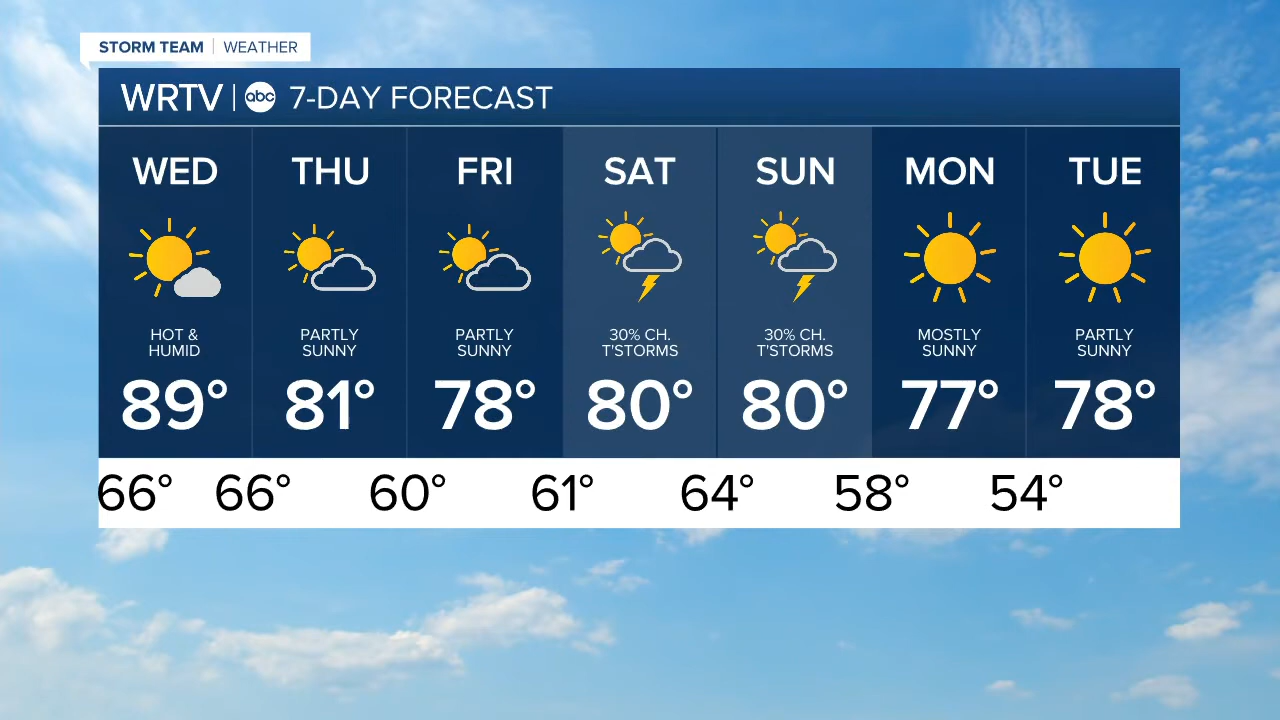 STORM TEAM | WEATHER
WRTV | abc 7-DAY FORECAST
WED THU FRI SAT SUN MON TUE
HOT & PARTLY PARTLY 30% CH. 30% CH. MOSTLY PARTLY
HUMID SUNNY SUNNY T'STORMS T'STORMS SUNNY SUNNY
89° 81° 78° 80° 80° 77° 78°
66° 66° 60° 61° 64° 58° 54°